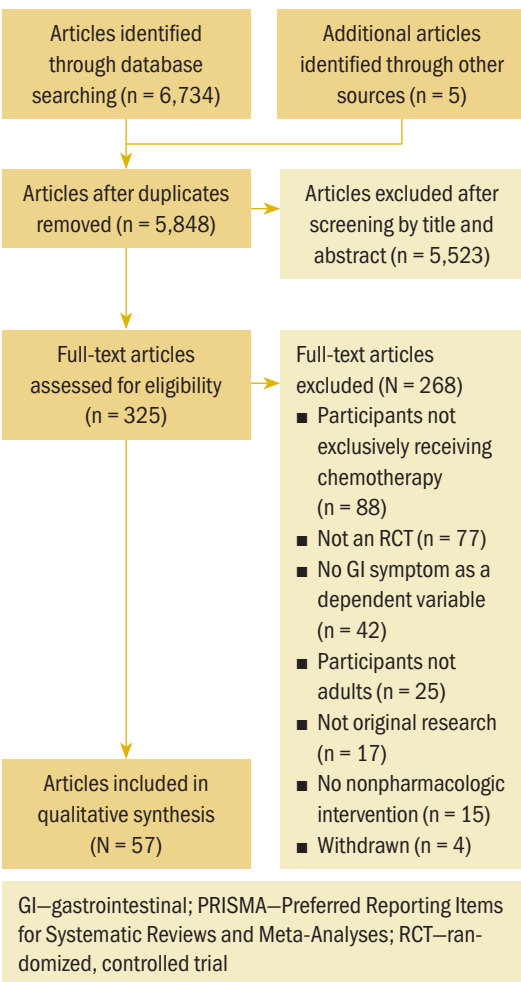 Articles identified
through database
searching (n = 6,734)
Additional articles
identified through other
sources (n = 5)
Articles after duplicates
removed (n = 5,848)
Articles excluded after
screening by title and
abstract (n = 5,523)
Full-text articles
assessed for eligibility
(n = 325)
Full-text articles
excluded (N = 268)
■ Participants not
exclusively receiving
chemotherapy
(n = 88)
■ Not an RCT (n = 77)
■ No GI symptom as a
dependent variable
(n = 42)
■ Participants not
adults (n = 25)
■ Not original research
(n = 17)
■ No nonpharmacologic
intervention (n = 15)
■ Withdrawn (n = 4)
Articles included in
qualitative synthesis
(N = 57)
GI—gastrointestinal; PRISMA—Preferred Reporting Items
for Systematic Reviews and Meta-Analyses; RCT—ran-
domized, controlled trial